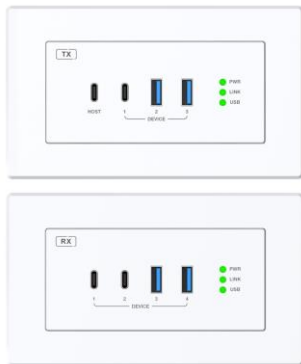 TX
PWR
LINK
USB
HOST 1 2 3
DEVICE
RX
PWR
LINK
USB
1 2 3 4
DEVICE